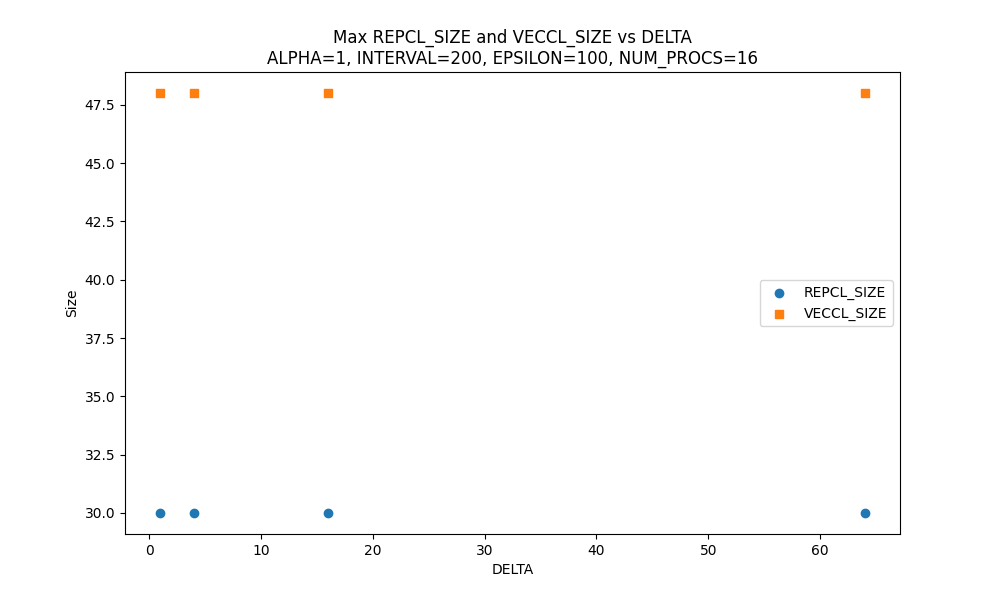 Max REPCL_SIZE and VECCL_SIZE vs DELTA
ALPHA=1, INTERVAL=200, EPSILON=100, NUM_PROCS=16
47.5
45.0
42.5
40.0
37.5
35.0
32.5
30.0
Size
REPCL_SIZE
VECCL_SIZE
0 10 20 30 40 50 60
DELTA